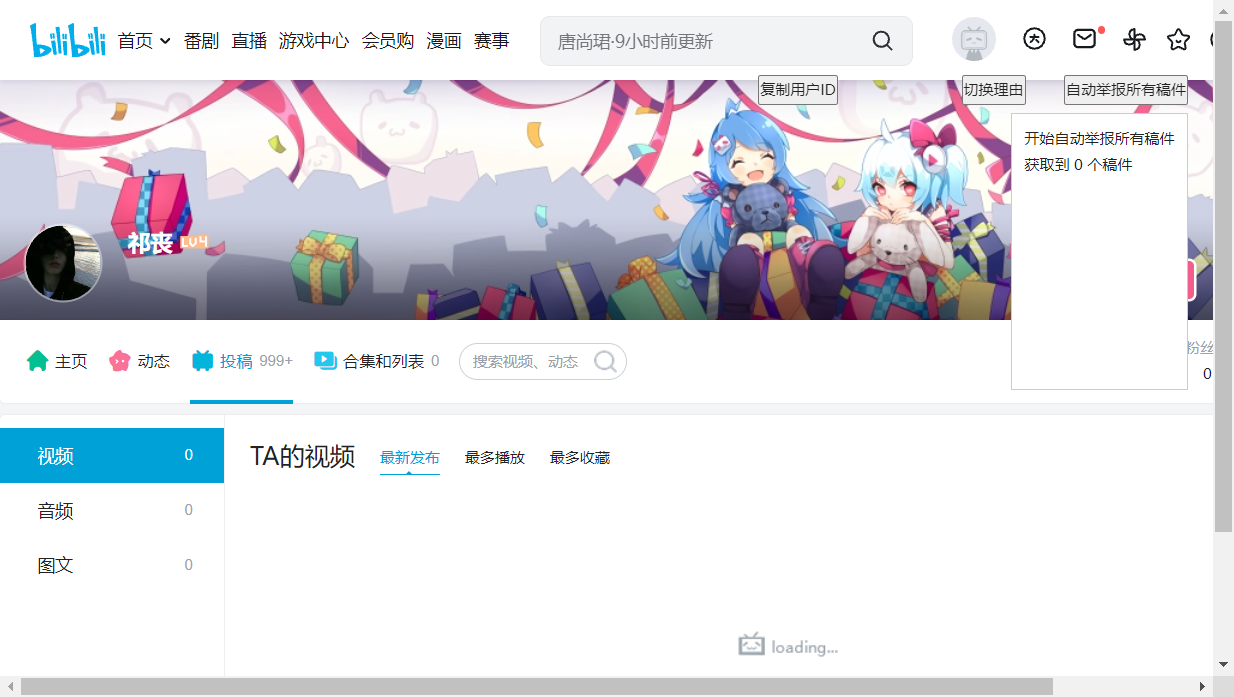 bilibili 首页 番剧 直播 游戏中心 会员购 漫画 赛事 唐尚珺·9小时前更新
复制用户ID 切换理由 自动举报所有稿件
开始自动举报所有稿件
获取到 0 个稿件
祁丧 LV4
主页 动态 投稿 999+ 合集和列表 0 搜索视频、动态 粉丝
0
视频 0
音频 0
图文 0
TA的视频 最新发布 最多播放 最多收藏
loading...